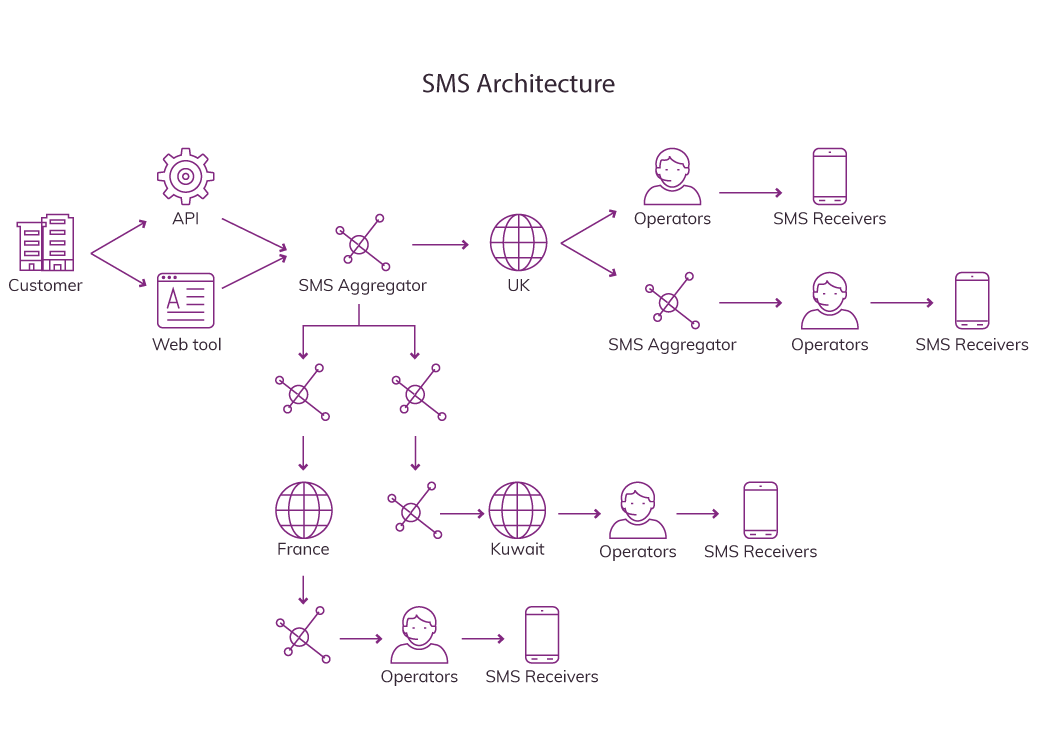 SMS Architecture
API
Operators
SMS Receivers
Customer
SMS Aggregator
UK
A
Web tool
SMS Aggregator
Operators
SMS Receivers
France
Kuwait
Operators
SMS Receivers
Operators
SMS Receivers